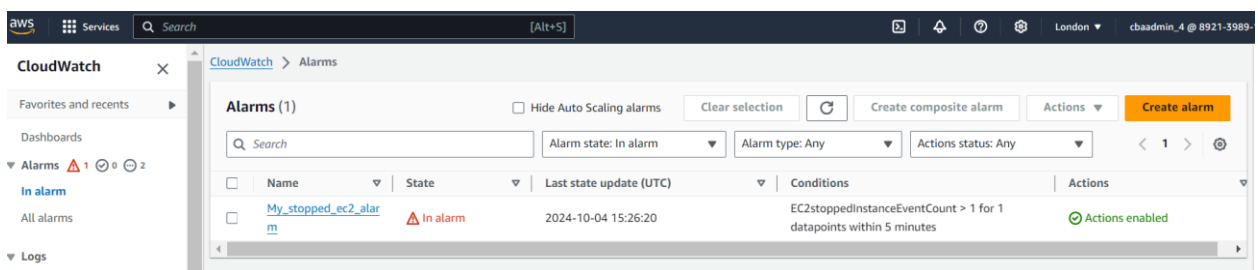 aws Services Search [Alt+S] London ▼ cbaadmin_4 @ 8921-3989-
CloudWatch
CloudWatch > Alarms
Favorites and recents
Dashboards
Alarms 1 0 2
In alarm
All alarms
Logs
Alarms (1) Hide Auto Scaling alarms Clear selection Create composite alarm Actions ▼ Create alarm
Search Alarm state: In alarm Alarm type: Any Actions status: Any < 1 >
Name State Last state update (UTC) Conditions Actions
My_stopped_ec2_alar In alarm 2024-10-04 15:26:20 EC2stoppedInstanceEventCount > 1 for 1 Actions enabled
m datapoints within 5 minutes